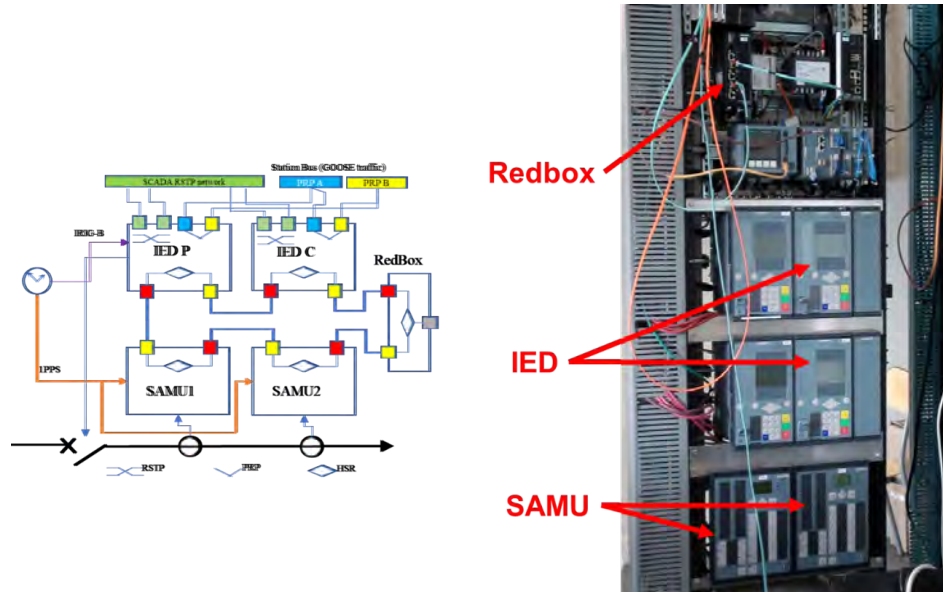 Station Bus (GOOSE traffic)
SCADA RSTP network
PRP A
PRP B
IRIG-B
IED P
IED C
RedBox
1PPS
SAMU1
SAMU2
RSTP
PRP
HSR
Redbox
IED
SAMU